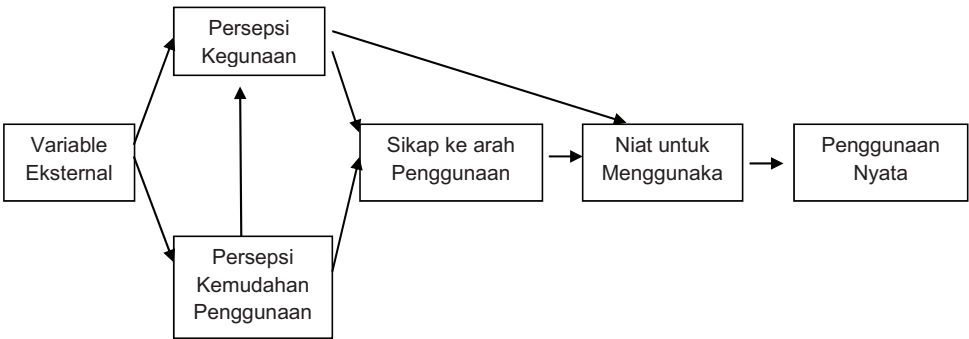 Persepsi
Kegunaan
Variable
Eksternal
Sikap ke arah
Penggunaan
Niat untuk
Menggunaka
Penggunaan
Nyata
Persepsi
Kemudahan
Penggunaan